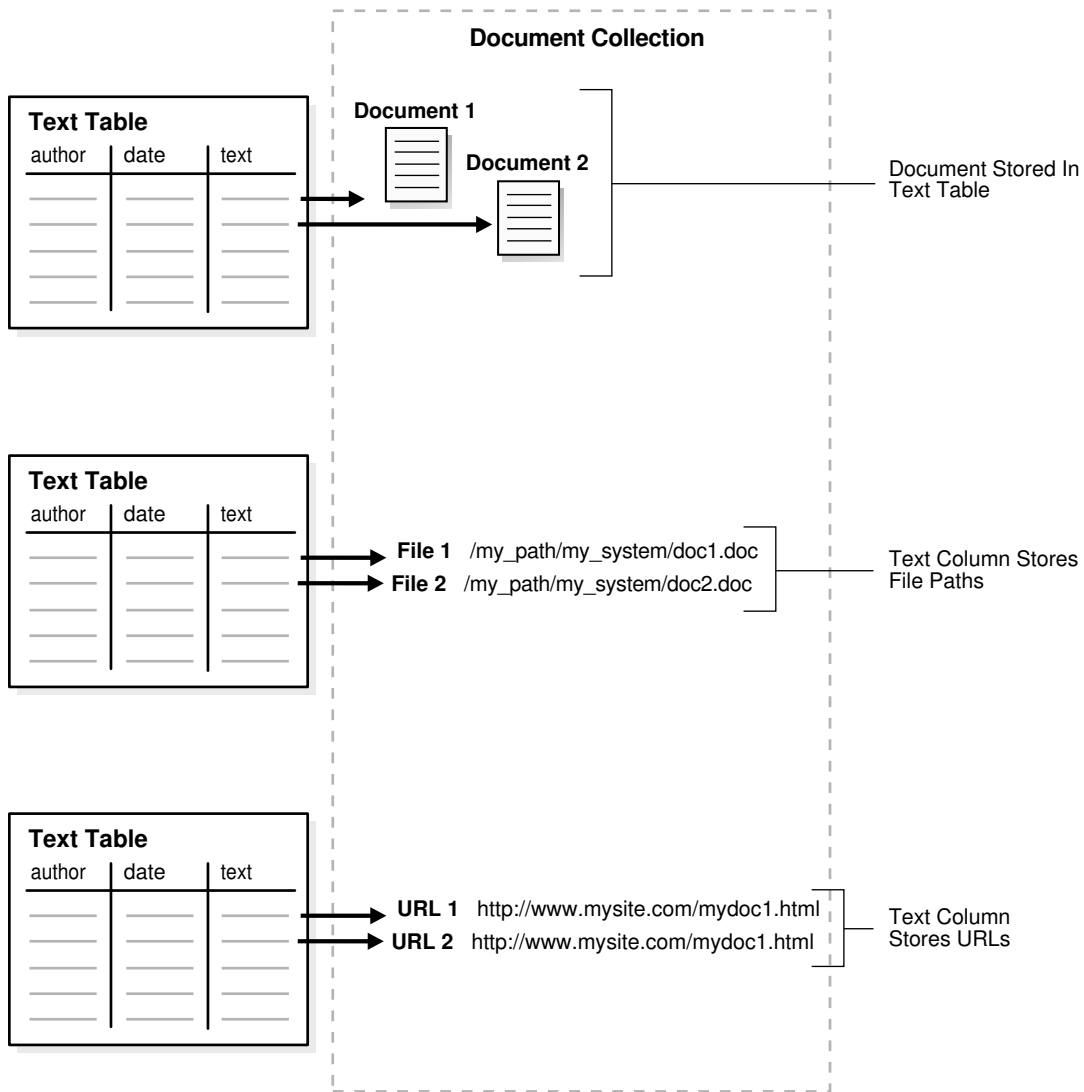 Document Collection
Text Table
author date text
Document 1
Document 2
Document Stored In
Text Table
Text Table
author date text
File 1 /my_path/my_system/doc1.doc
File 2 /my_path/my_system/doc2.doc
Text Column Stores
File Paths
Text Table
author date text
URL 1 http://www.mysite.com/mydoc1.html
URL 2 http://www.mysite.com/mydoc1.html
Text Column
Stores URLs